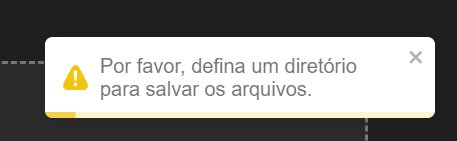 Por favor, defina um diretório
para salvar os arquivos.